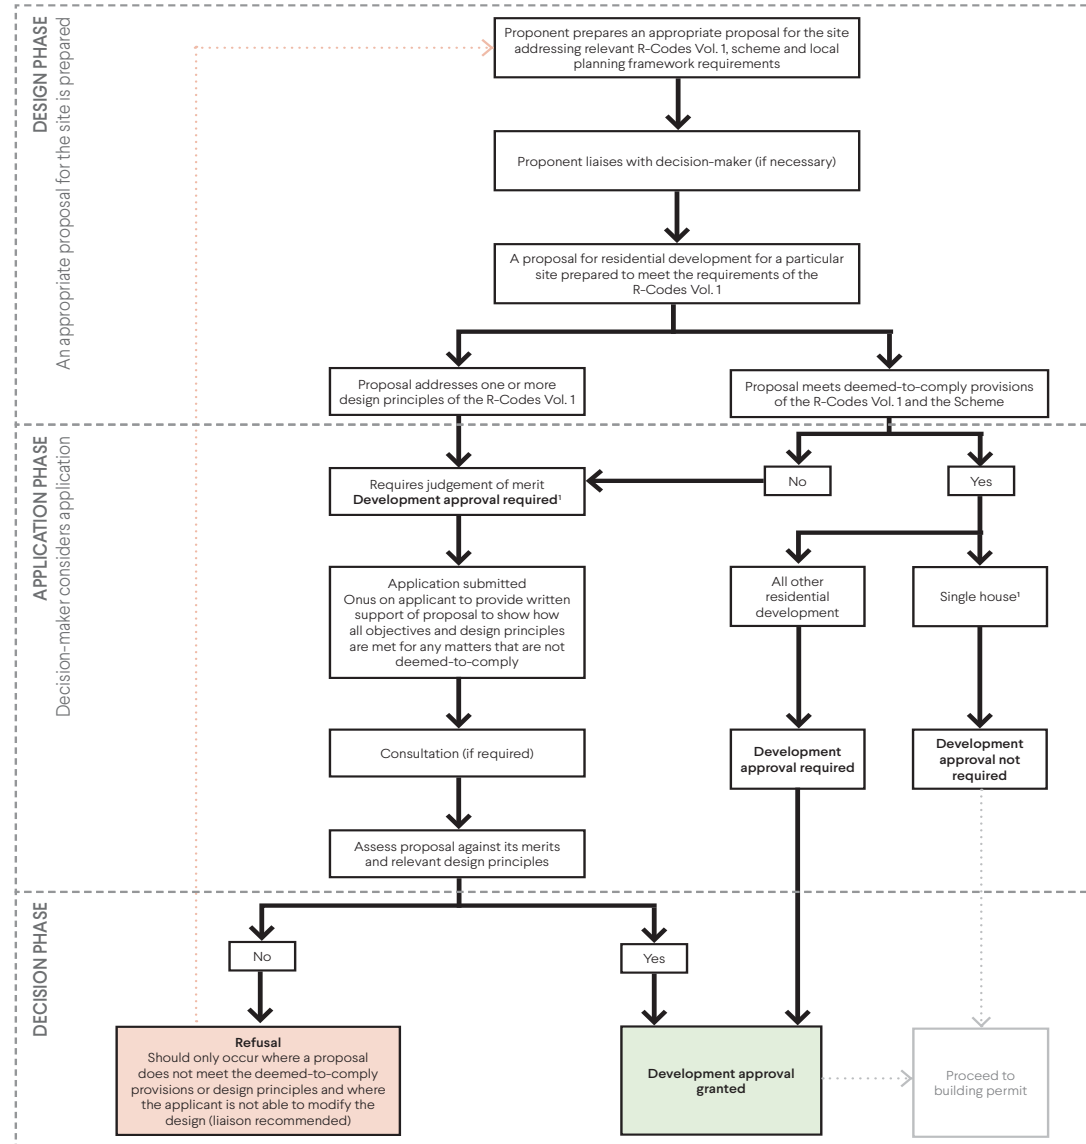 DESIGN PHASE
An appropriate proposal for the site is prepared
Proponent prepares an appropriate proposal for the site
addressing relevant R-Codes Vol. 1, scheme and local
planning framework requirements
Proponent liaises with decision-maker (if necessary)
A proposal for residential development for a particular
site prepared to meet the requirements of the
R-Codes Vol. 1
Proposal addresses one or more
design principles of the R-Codes Vol. 1
Proposal meets deemed-to-comply provisions
of the R-Codes Vol. 1 and the Scheme
APPLICATION PHASE
Decision-maker considers application
Requires judgement of merit
Development approval required¹
No
Yes
Application submitted
Onus on applicant to provide written
support of proposal to show how
all objectives and design principles
are met for any matters that are not
deemed-to-comply
All other
residential
development
Single house¹
Consultation (if required)
Development
approval required
Development
approval not
required
Assess proposal against its merits
and relevant design principles
DECISION PHASE
No
Yes
Refusal
Should only occur where a proposal
does not meet the deemed-to-comply
provisions or design principles and where
the applicant is not able to modify the
design (liaison recommended)
Development approval
granted
Proceed to
building permit